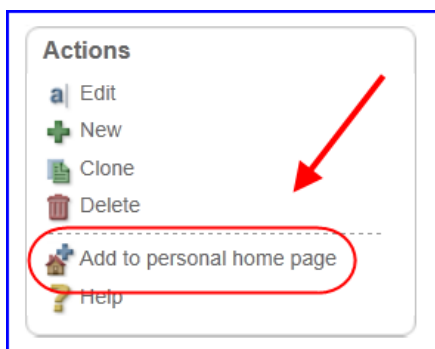 Actions
a| Edit
New
Clone
Delete
Add to personal home page
Help